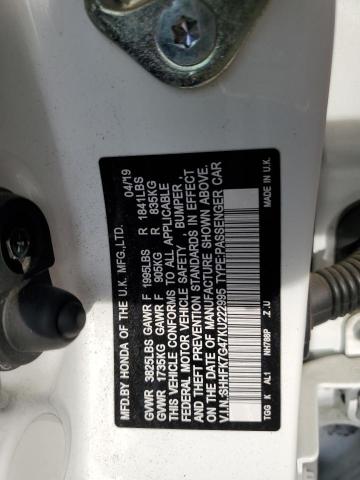 MFD.BY HONDA OF THE U.K. MFG.,LTD. 04/19
GVWR 3825LBS GAWR F 1995LBS R 1841LBS
GVWR 1735KG GAWR F 905KG R 835KG
THIS VEHICLE CONFORMS TO ALL APPLICABLE
FEDERAL MOTOR VEHICLE SAFETY BUMPER ,
AND THEFT PREVENTION STANDARDS IN EFFECT
ON THE DATE OF MANUFACTURE SHOWN ABOVE.
V.I.N.:SHHFK7G47KU222995 TYPE:PASSENGER CAR
MADE IN U.K.
TGG K AL1 NH788P . Z .U